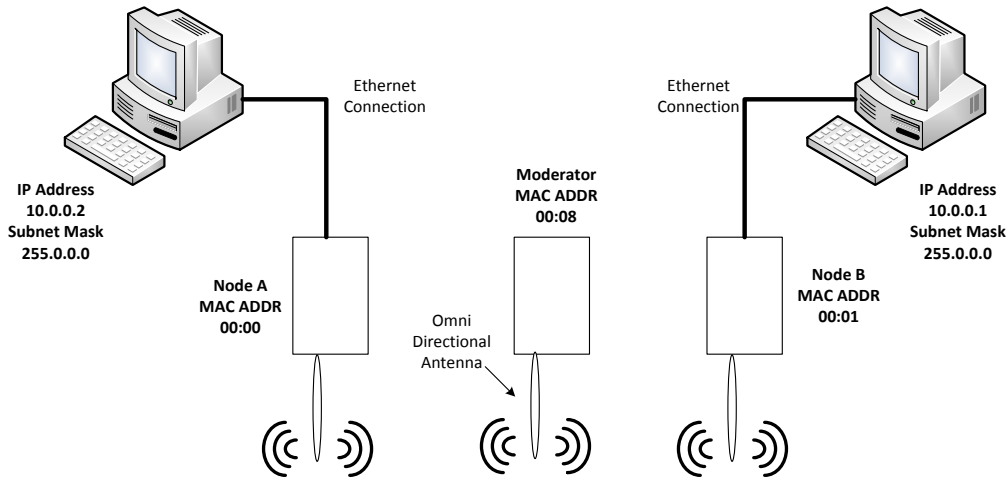 Ethernet
Connection
Ethernet
Connection
IP Address
10.0.0.2
Subnet Mask
255.0.0.0
Moderator
MAC ADDR
00:08
IP Address
10.0.0.1
Subnet Mask
255.0.0.0
Node A
MAC ADDR
00:00
Node B
MAC ADDR
00:01
Omni
Directional
Antenna